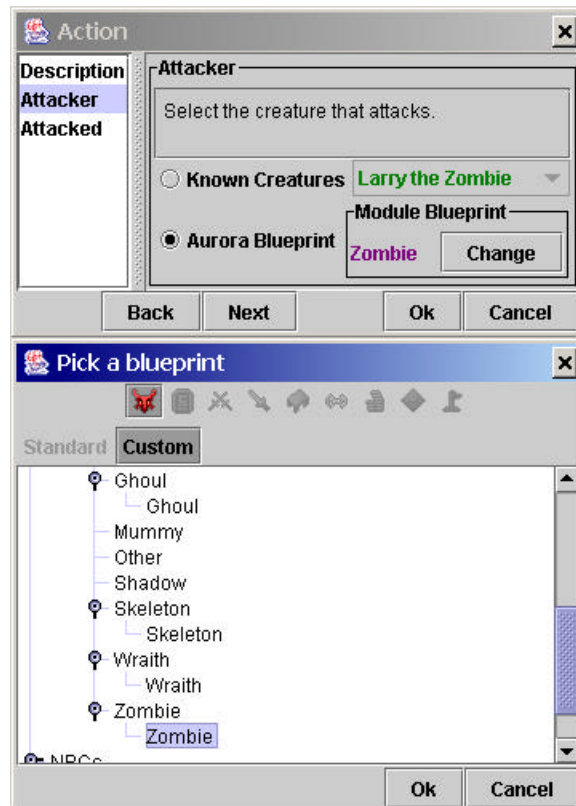 Action
Description
Attacker
Attacked
Attacker
Select the creature that attacks.
Known Creatures Larry the Zombie
Aurora Blueprint
Module Blueprint
Zombie Change
Back Next Ok Cancel
Pick a blueprint
Standard Custom
Ghoul
Ghoul
Mummy
Other
Shadow
Skeleton
Skeleton
Wraith
Wraith
Zombie
Zombie
NPCs
Ok Cancel